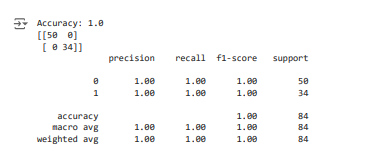 Accuracy: 1.0
[[50 0]
[ 0 34]]
precision recall f1-score support
0 1.00 1.00 1.00 50
1 1.00 1.00 1.00 34
accuracy 1.00 84
macro avg 1.00 1.00 1.00 84
weighted avg 1.00 1.00 1.00 84